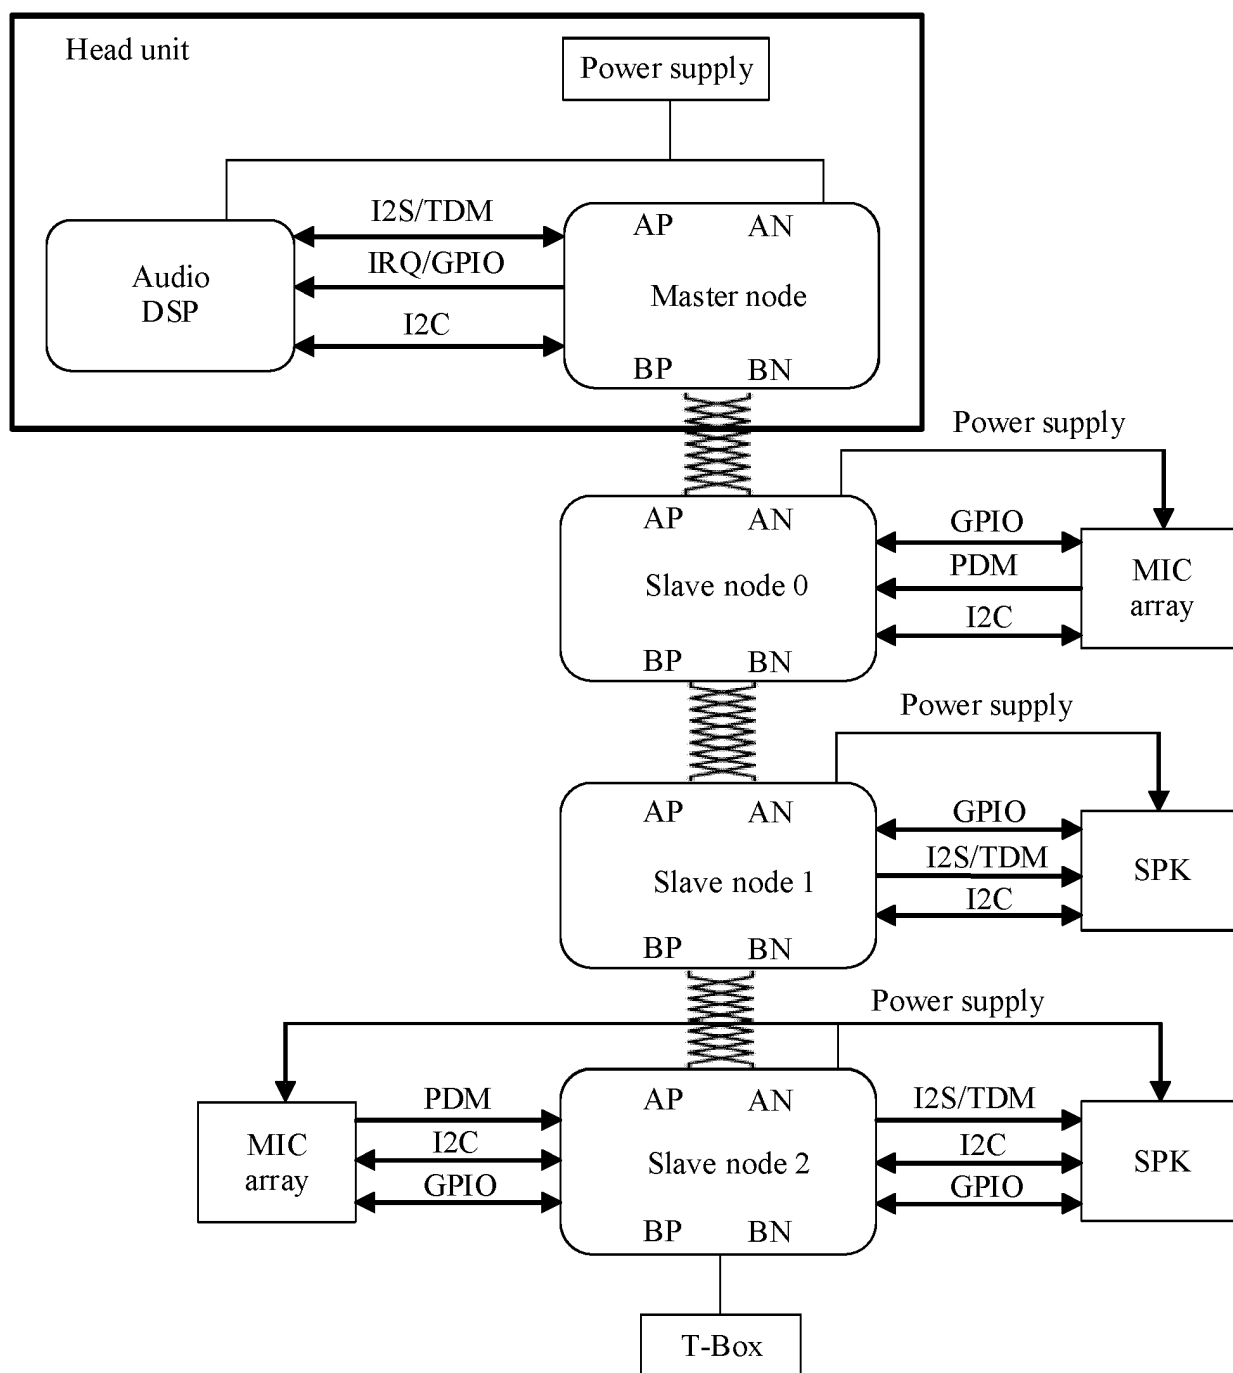 Head unit
Power supply
I2S/TDM
AP AN
IRQ/GPIO
Audio
DSP
Master node
I2C
BP BN
Power supply
AP AN
GPIO
PDM
MIC
array
Slave node 0
I2C
BP BN
Power supply
AP AN
GPIO
I2S/TDM
SPK
Slave node 1
I2C
BP BN
Power supply
PDM
AP AN
I2S/TDM
MIC
array
I2C
Slave node 2
I2C
SPK
GPIO
GPIO
BP BN
T-Box